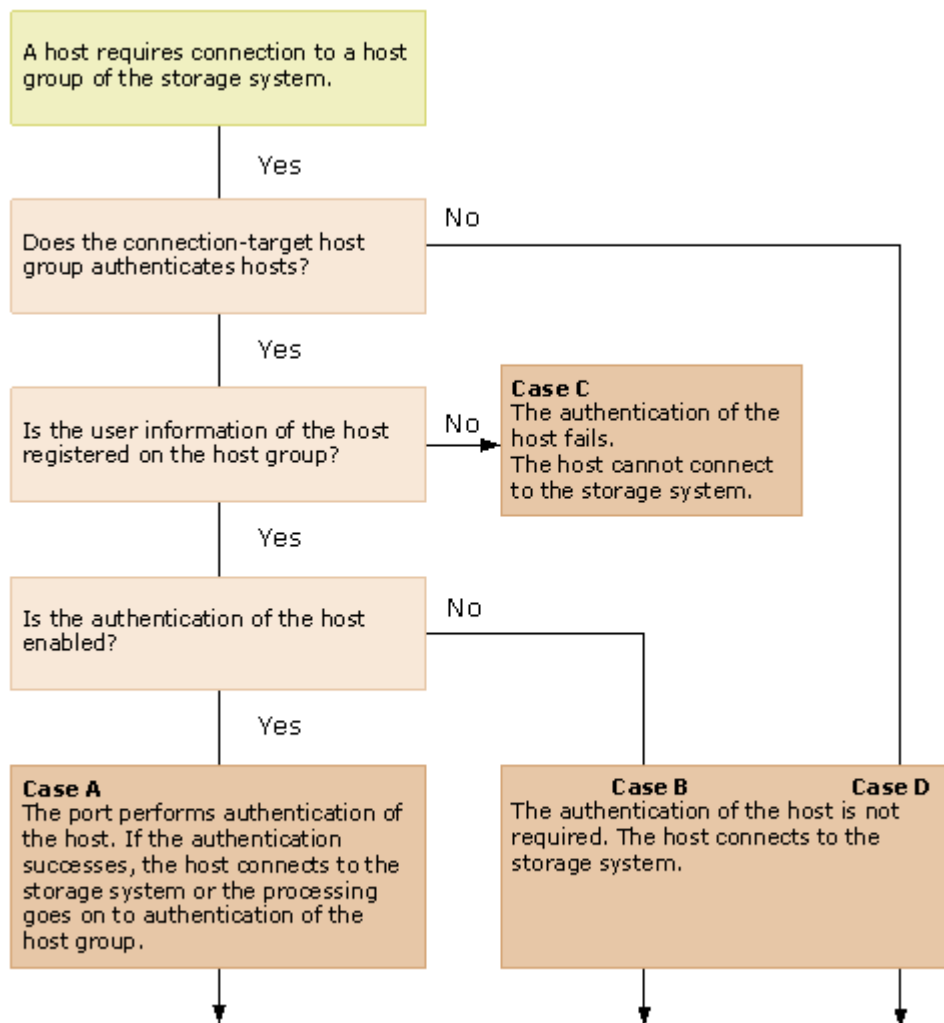 A host requires connection to a host
group of the storage system.
Yes
No
Does the connection-target host
group authenticates hosts?
Yes
Is the user information of the host
registered on the host group?
No
Case C
The authentication of the
host fails.
The host cannot connect
to the storage system.
Yes
Is the authentication of the host
enabled?
No
Yes
Case A
The port performs authentication of
the host. If the authentication
successes, the host connects to the
storage system or the processing
goes on to authentication of the
host group.
Case B Case D
The authentication of the host is not
required. The host connects to the
storage system.